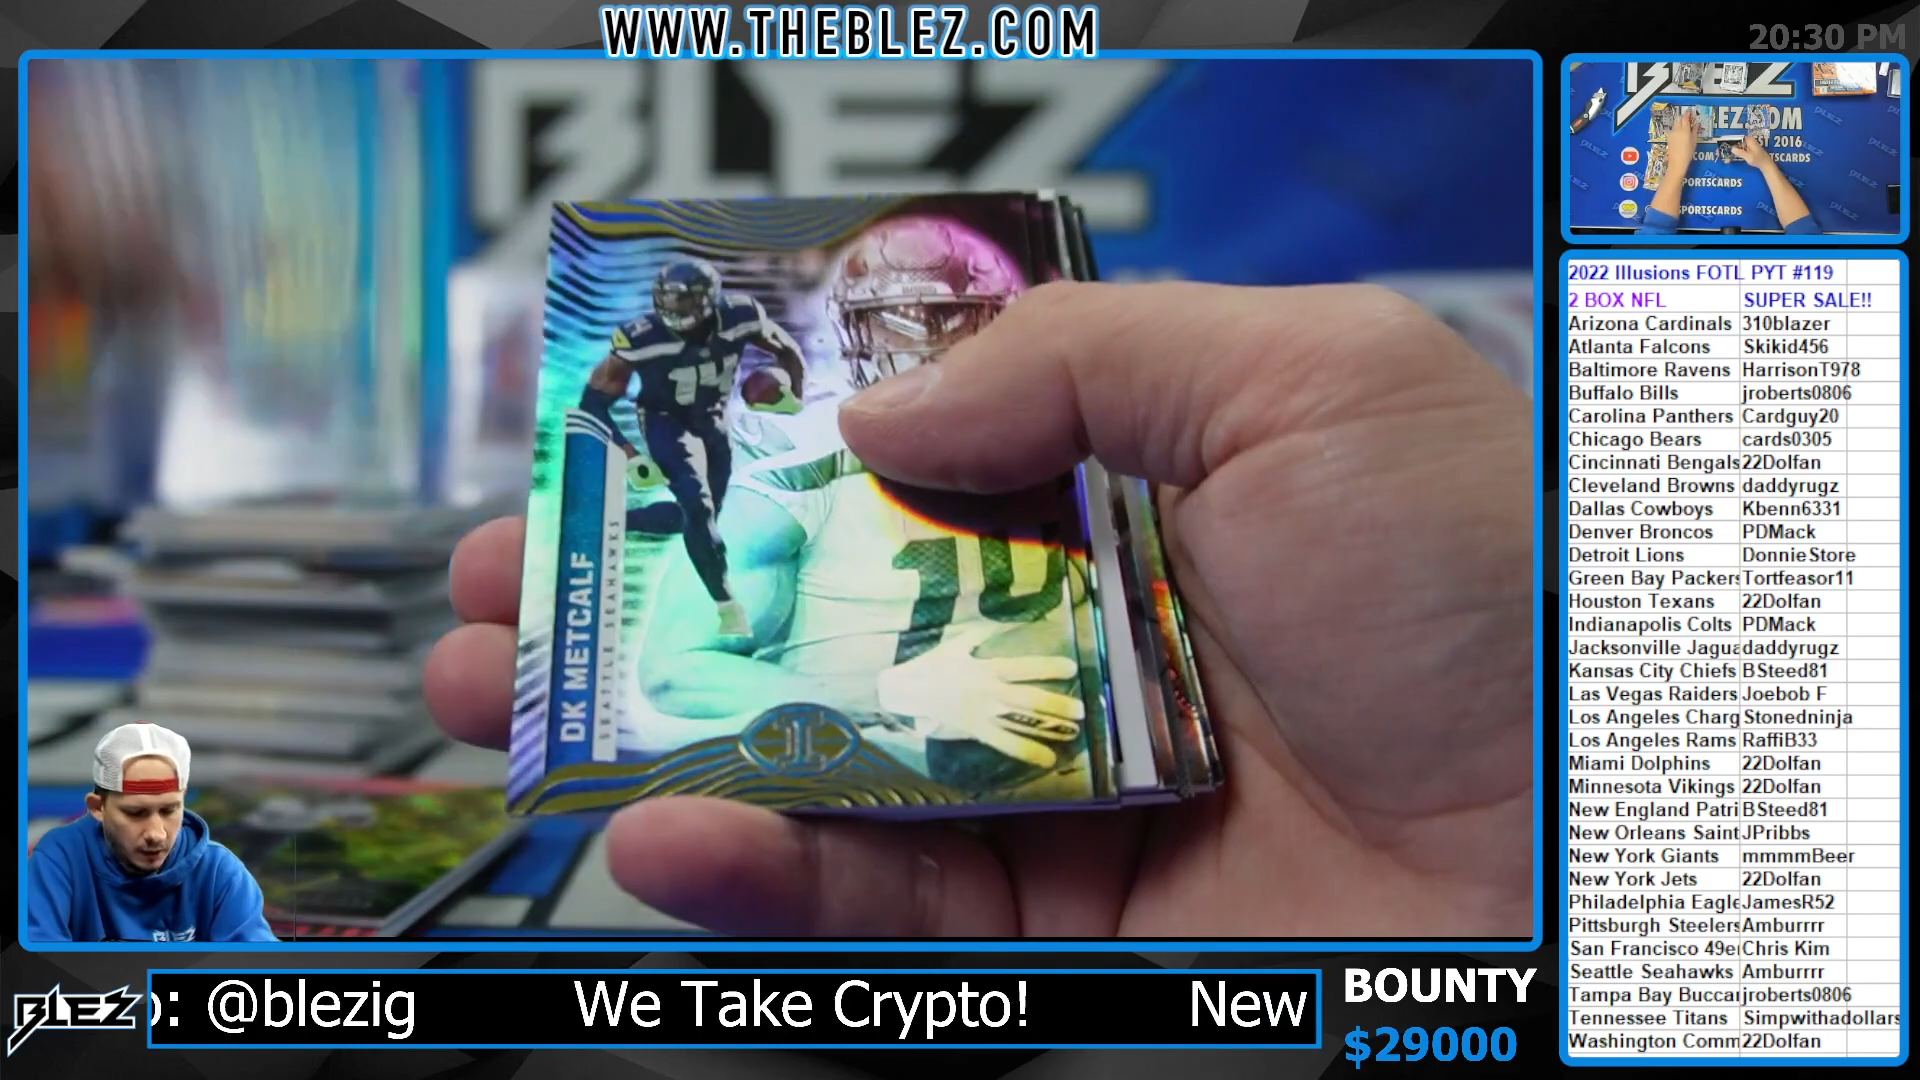 WWW.THEBLEZ.COM
20:30 PM
BLEZ
14
10
DK METCALF
SEATTLE SEAHAWKS
2022 Illusions FOTL PYT #119
2 BOX NFL SUPER SALE!!
Arizona Cardinals 310blazer
Atlanta Falcons Skikid456
Baltimore Ravens HarrisonT978
Buffalo Bills jroberts0806
Carolina Panthers Cardguy20
Chicago Bears cards0305
Cincinnati Bengals 22Dolfan
Cleveland Browns daddyrugz
Dallas Cowboys Kbenn6331
Denver Broncos PDMack
Detroit Lions DonnieStore
Green Bay Packers Tortfeasor11
Houston Texans 22Dolfan
Indianapolis Colts PDMack
Jacksonville Jagua daddyrugz
Kansas City Chiefs BSteed81
Las Vegas Raiders Joebob F
Los Angeles Charg Stonedninja
Los Angeles Rams RaffiB33
Miami Dolphins 22Dolfan
Minnesota Vikings 22Dolfan
New England Patri BSteed81
New Orleans Saint JPribbs
New York Giants mmmmBeer
New York Jets 22Dolfan
Philadelphia Eagle JamesR52
Pittsburgh Steelers Amburrrr
San Francisco 49e Chris Kim
Seattle Seahawks Amburrrr
Tampa Bay Bucca jroberts0806
Tennessee Titans Simpwithadollars
Washington Comm 22Dolfan
BLEZ
o: @blezig We Take Crypto! New
BOUNTY
$29000